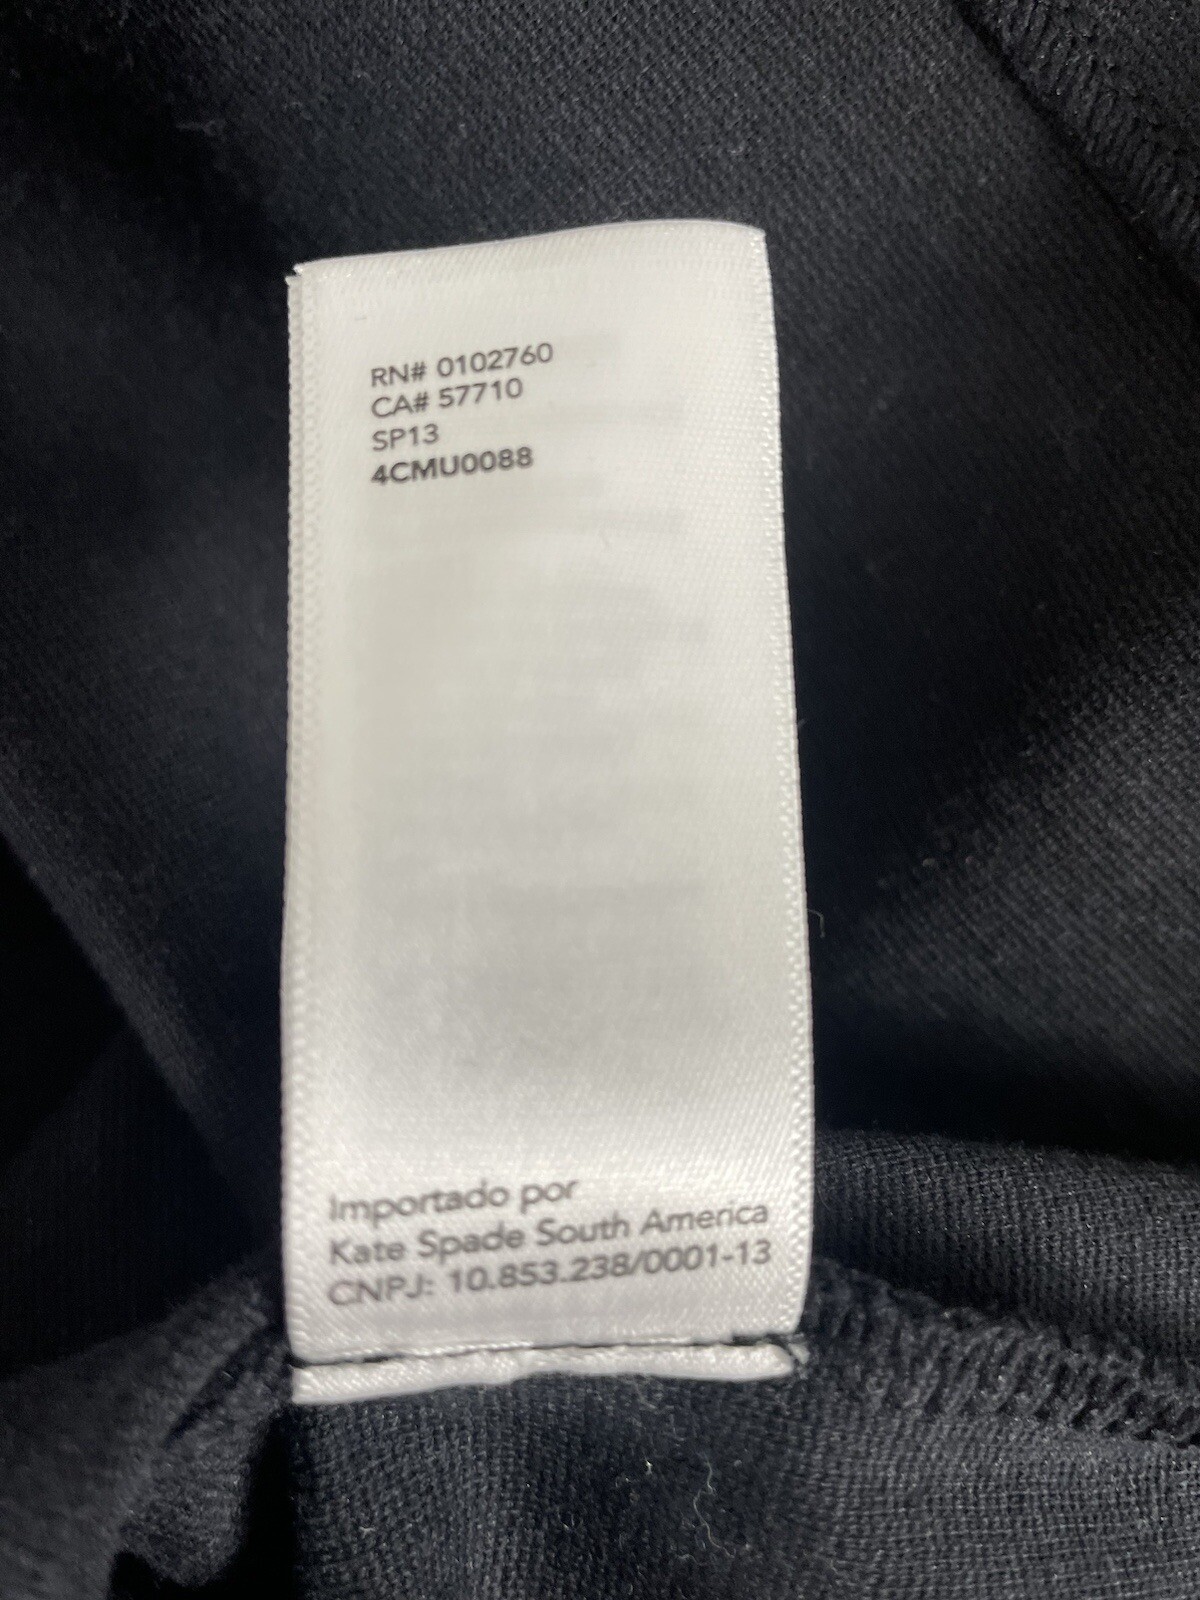 RN# 0102760
CA# 57710
SP13
4CMU0088
Importado por
Kate Spade South America
CNPJ: 10.853.238/0001-13